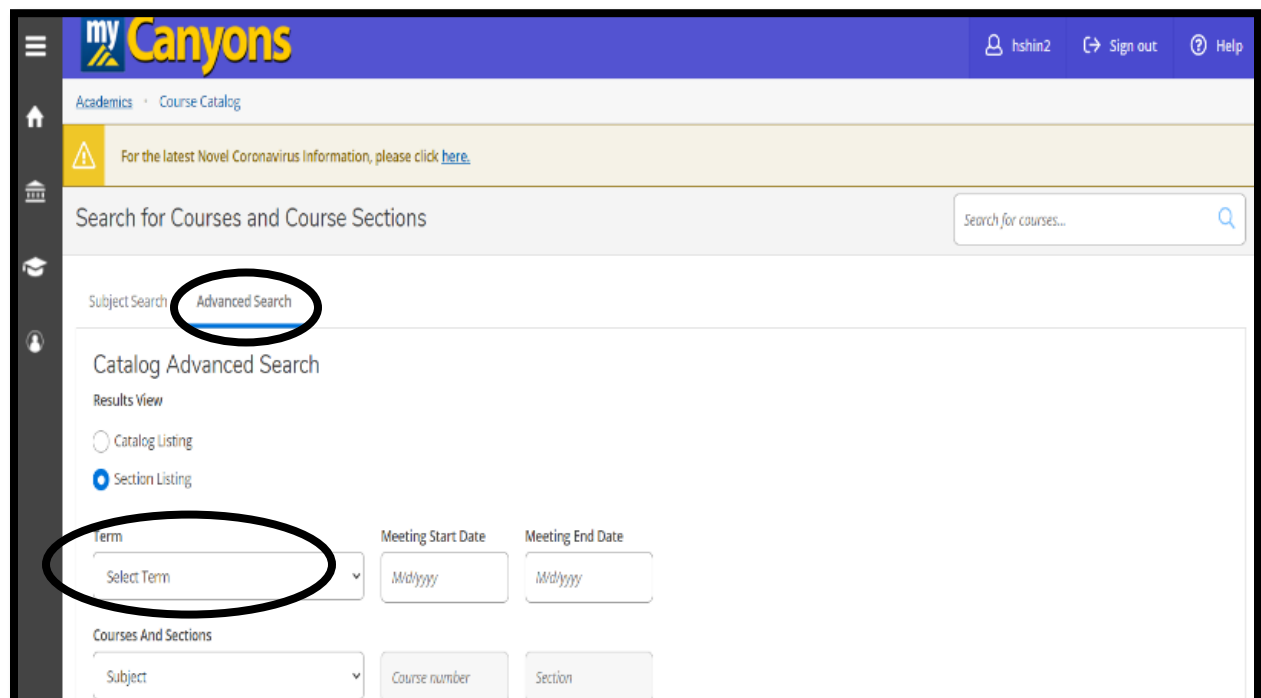 my Canyons
hshin2 Sign out Help
Academics · Course Catalog
For the latest Novel Coronavirus Information, please click here.
Search for Courses and Course Sections
Search for courses...
Subject Search Advanced Search
Catalog Advanced Search
Results View
Catalog Listing
Section Listing
Term Meeting Start Date Meeting End Date
Select Term M/d/yyyy M/d/yyyy
Courses And Sections
Subject Course number Section